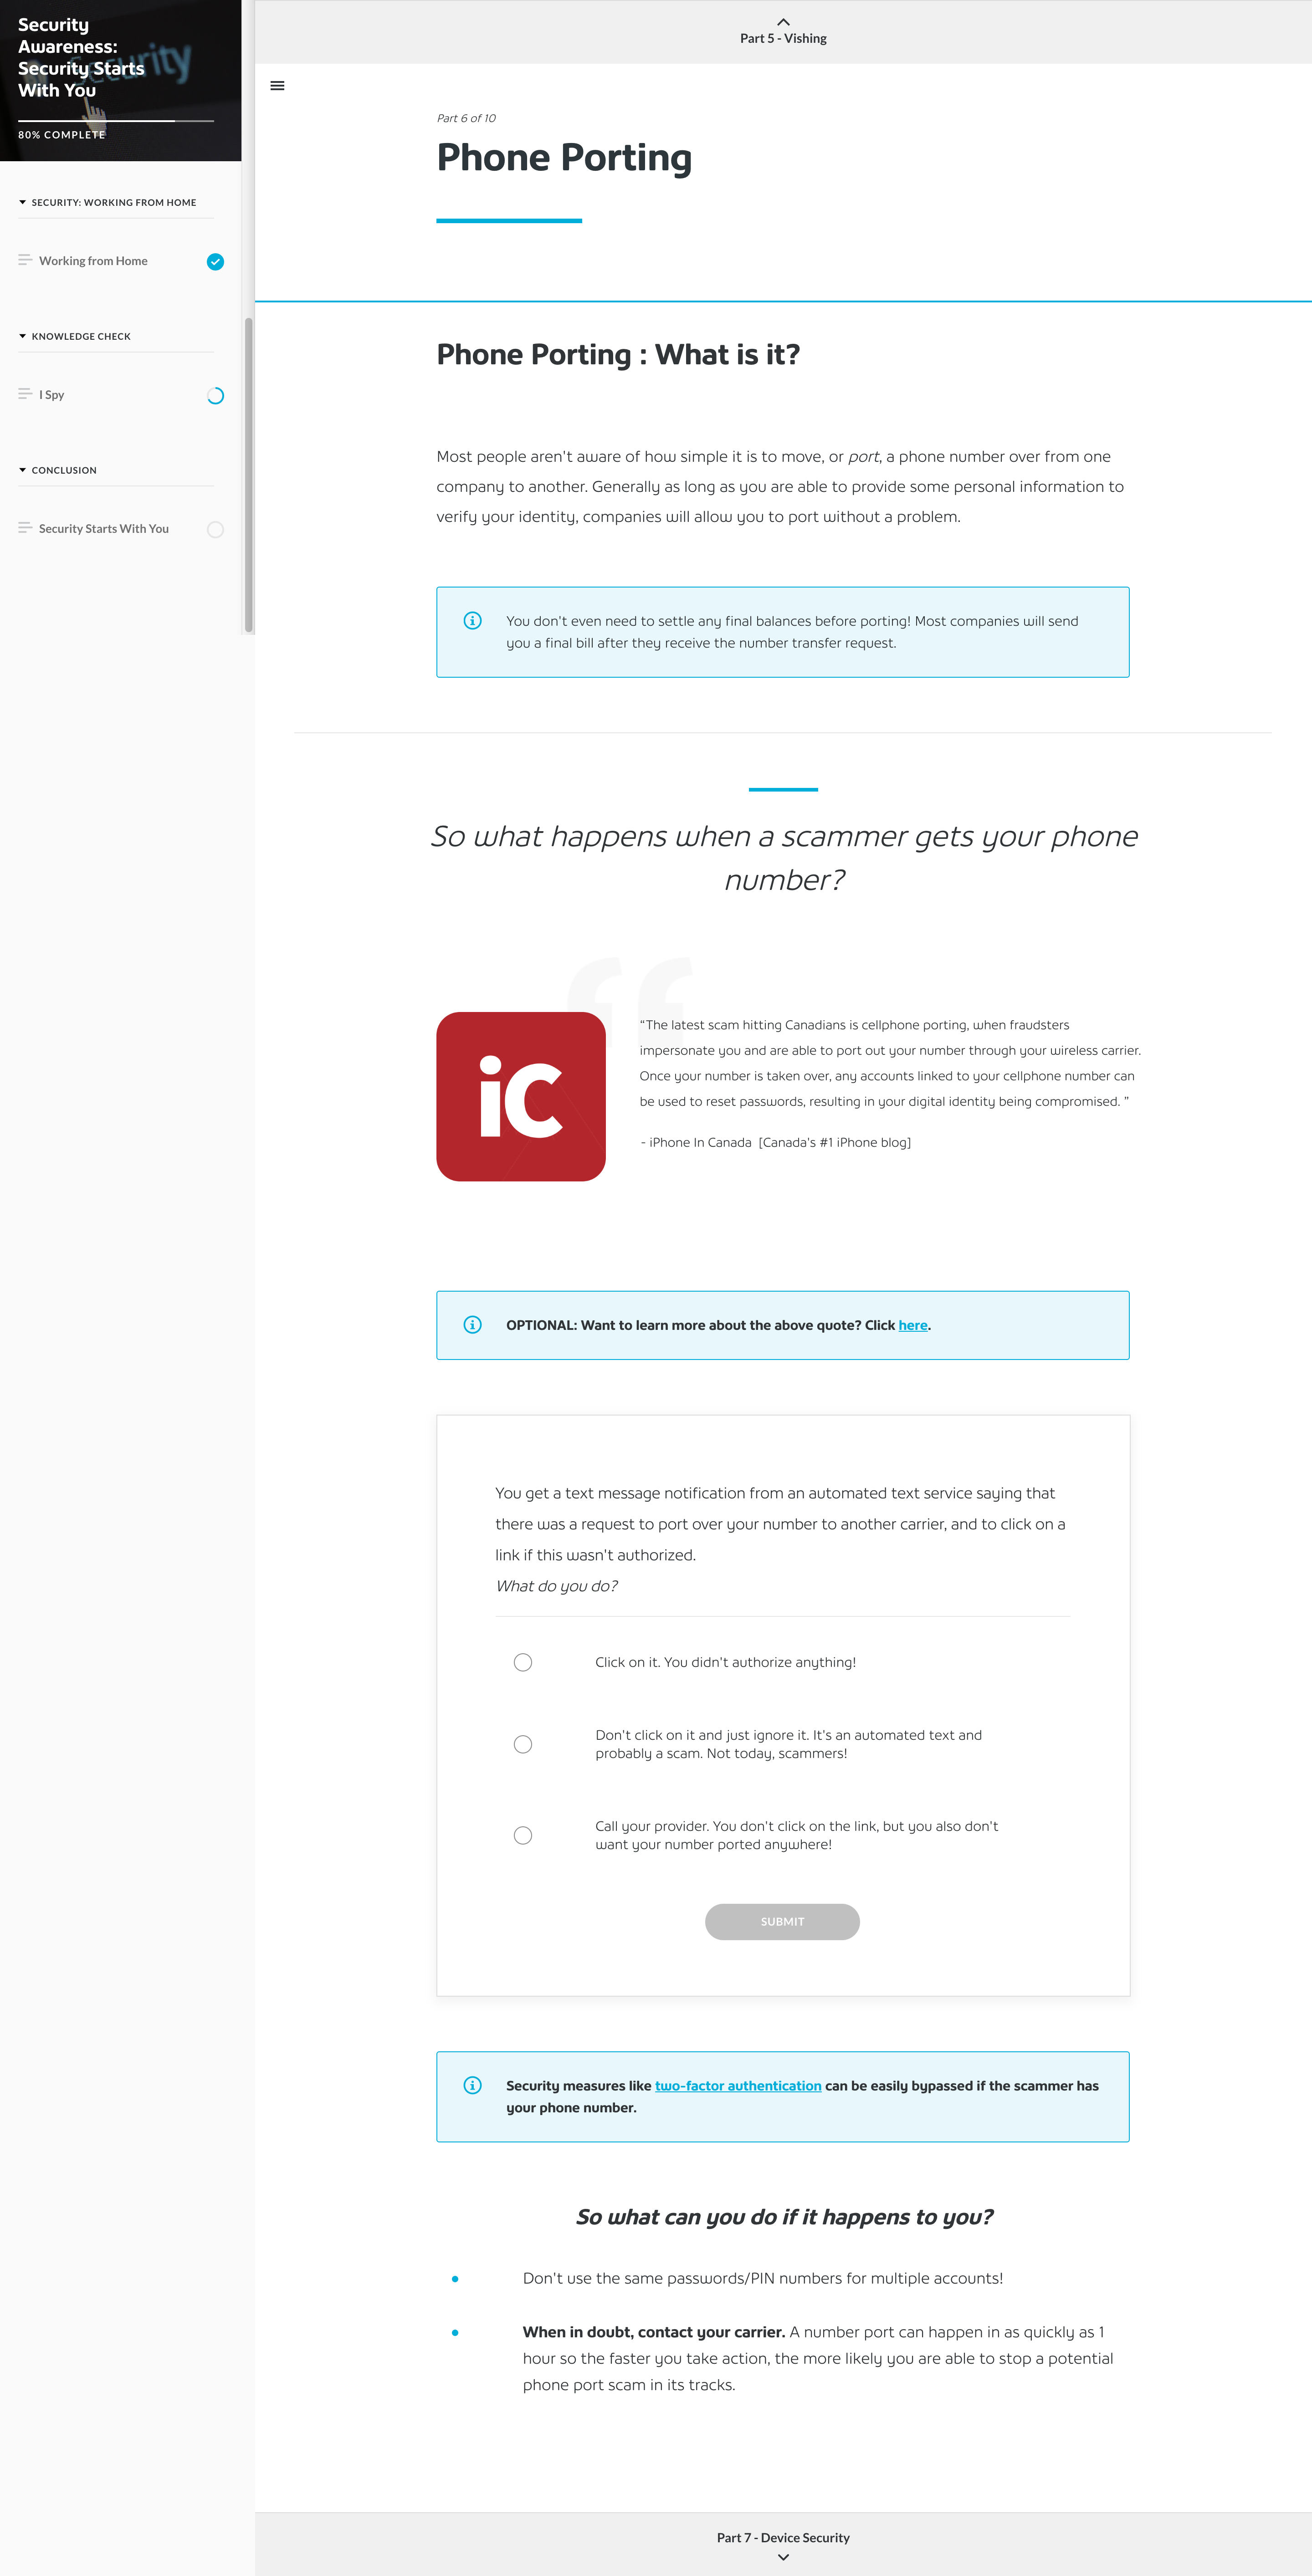 Security
Awareness:
Security Starts
With You
Security
80% COMPLETE
SECURITY: WORKING FROM HOME
Working from Home
KNOWLEDGE CHECK
I Spy
CONCLUSION
Security Starts With You
Part 5 - Vishing
Part 6 of 10
Phone Porting
Phone Porting : What is it?
Most people aren't aware of how simple it is to move, or port, a phone number over from one
company to another. Generally as long as you are able to provide some personal information to
verify your identity, companies will allow you to port without a problem.
You don't even need to settle any final balances before porting! Most companies will send
you a final bill after they receive the number transfer request.
So what happens when a scammer gets your phone
number?
“
iC
“The latest scam hitting Canadians is cellphone porting, when fraudsters
impersonate you and are able to port out your number through your wireless carrier.
Once your number is taken over, any accounts linked to your cellphone number can
be used to reset passwords, resulting in your digital identity being compromised. ”
- iPhone In Canada [Canada's #1 iPhone blog]
OPTIONAL: Want to learn more about the above quote? Click here.
You get a text message notification from an automated text service saying that
there was a request to port over your number to another carrier, and to click on a
link if this wasn't authorized.
What do you do?
Click on it. You didn't authorize anything!
Don't click on it and just ignore it. It's an automated text and
probably a scam. Not today, scammers!
Call your provider. You don't click on the link, but you also don't
want your number ported anywhere!
SUBMIT
Security measures like two-factor authentication can be easily bypassed if the scammer has
your phone number.
So what can you do if it happens to you?
Don't use the same passwords/PIN numbers for multiple accounts!
When in doubt, contact your carrier. A number port can happen in as quickly as 1
hour so the faster you take action, the more likely you are able to stop a potential
phone port scam in its tracks.
Part 7 - Device Security